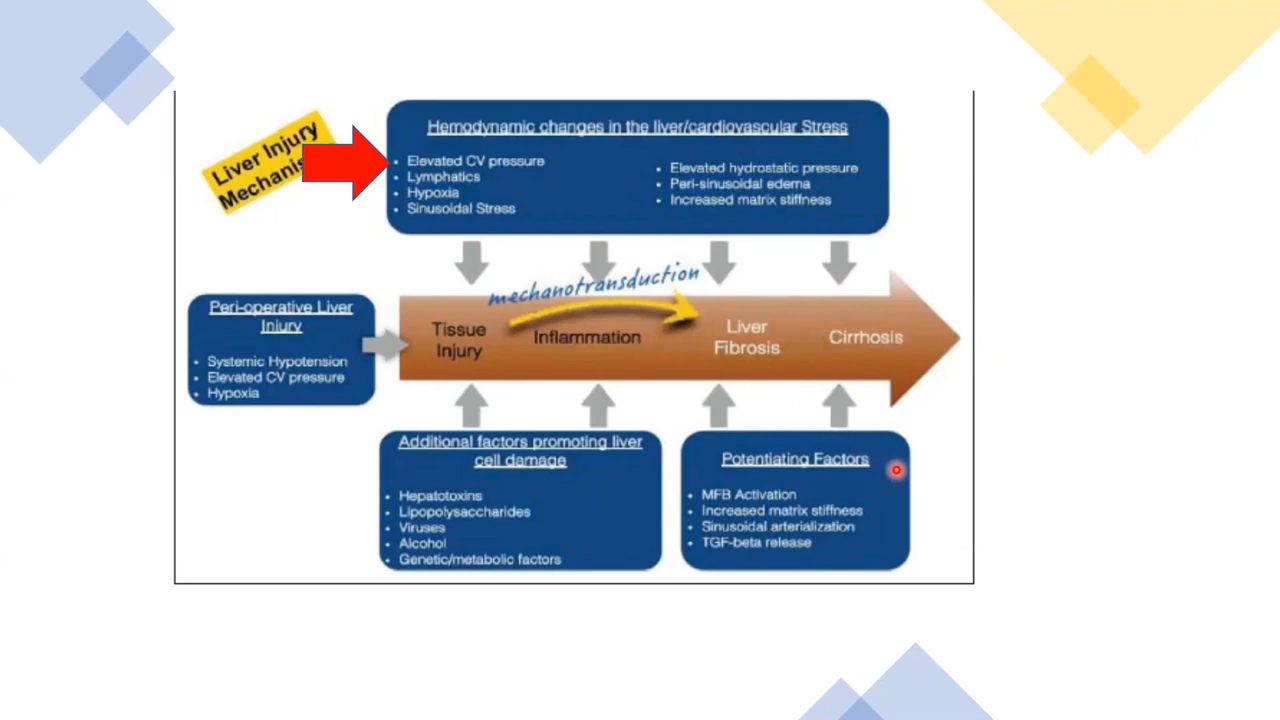 Liver Injury
Hemodynamic changes in the liver/cardiovascular Stress
Elevated CV pressure
Lymphatics
Hypoxia
Sinusoidal Stress
Elevated hydrostatic pressure
Peri-sinusoidal edema
Increased matrix stiffness
mechanotransduction
Peri-operative Liver
Injury
Systemic Hypotension
Elevated CV pressure
Hypoxia
Tissue
Injury
Inflammation
Liver
Fibrosis
Cirrhosis
Additional factors promoting liver
cell damage
Hepatotoxins
Lipopolysaccharides
Viruses
Alcohol
Genetic/metabolic factors
Potentiating Factors
MFB Activation
Increased matrix stiffness
Sinusoidal arterialization
TGF-beta release